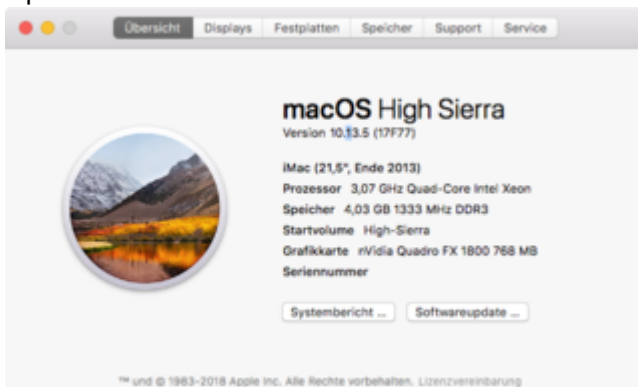 Übersicht Displays Festplatten Speicher Support Service
macOS High Sierra
Version 10.13.5 (17F77)
iMac (21,5", Ende 2013)
Prozessor 3,07 GHz Quad-Core Intel Xeon
Speicher 4,03 GB 1333 MHz DDR3
Startvolume High-Sierra
Grafikkarte nVidia Quadro FX 1800 768 MB
Seriennummer
Systembericht ... Softwareupdate ...
™ und © 1983-2018 Apple Inc. Alle Rechte vorbehalten. Lizenzvereinbarung